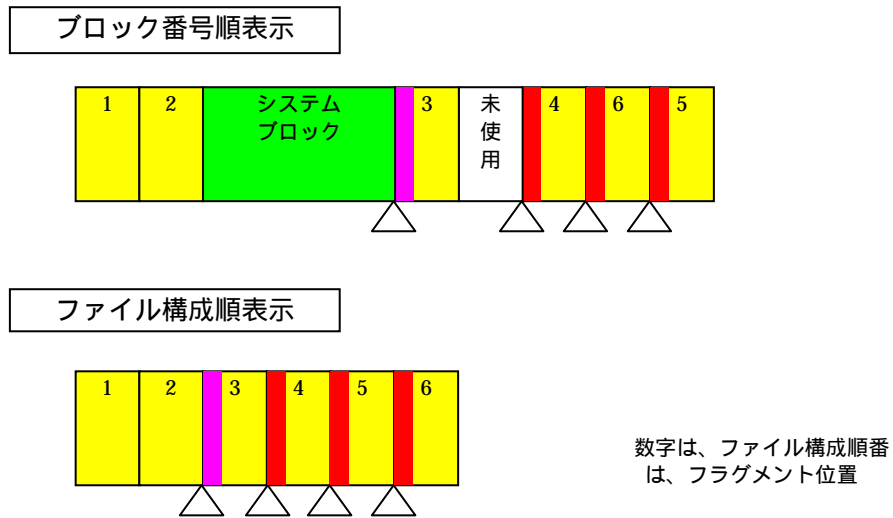 ブロック番号順表示
1 2 システム 3 未 4 6 5
ブロック 使
用
ファイル構成順表示
1 2 3 4 5 6
数字は、ファイル構成順番
は、フラグメント位置